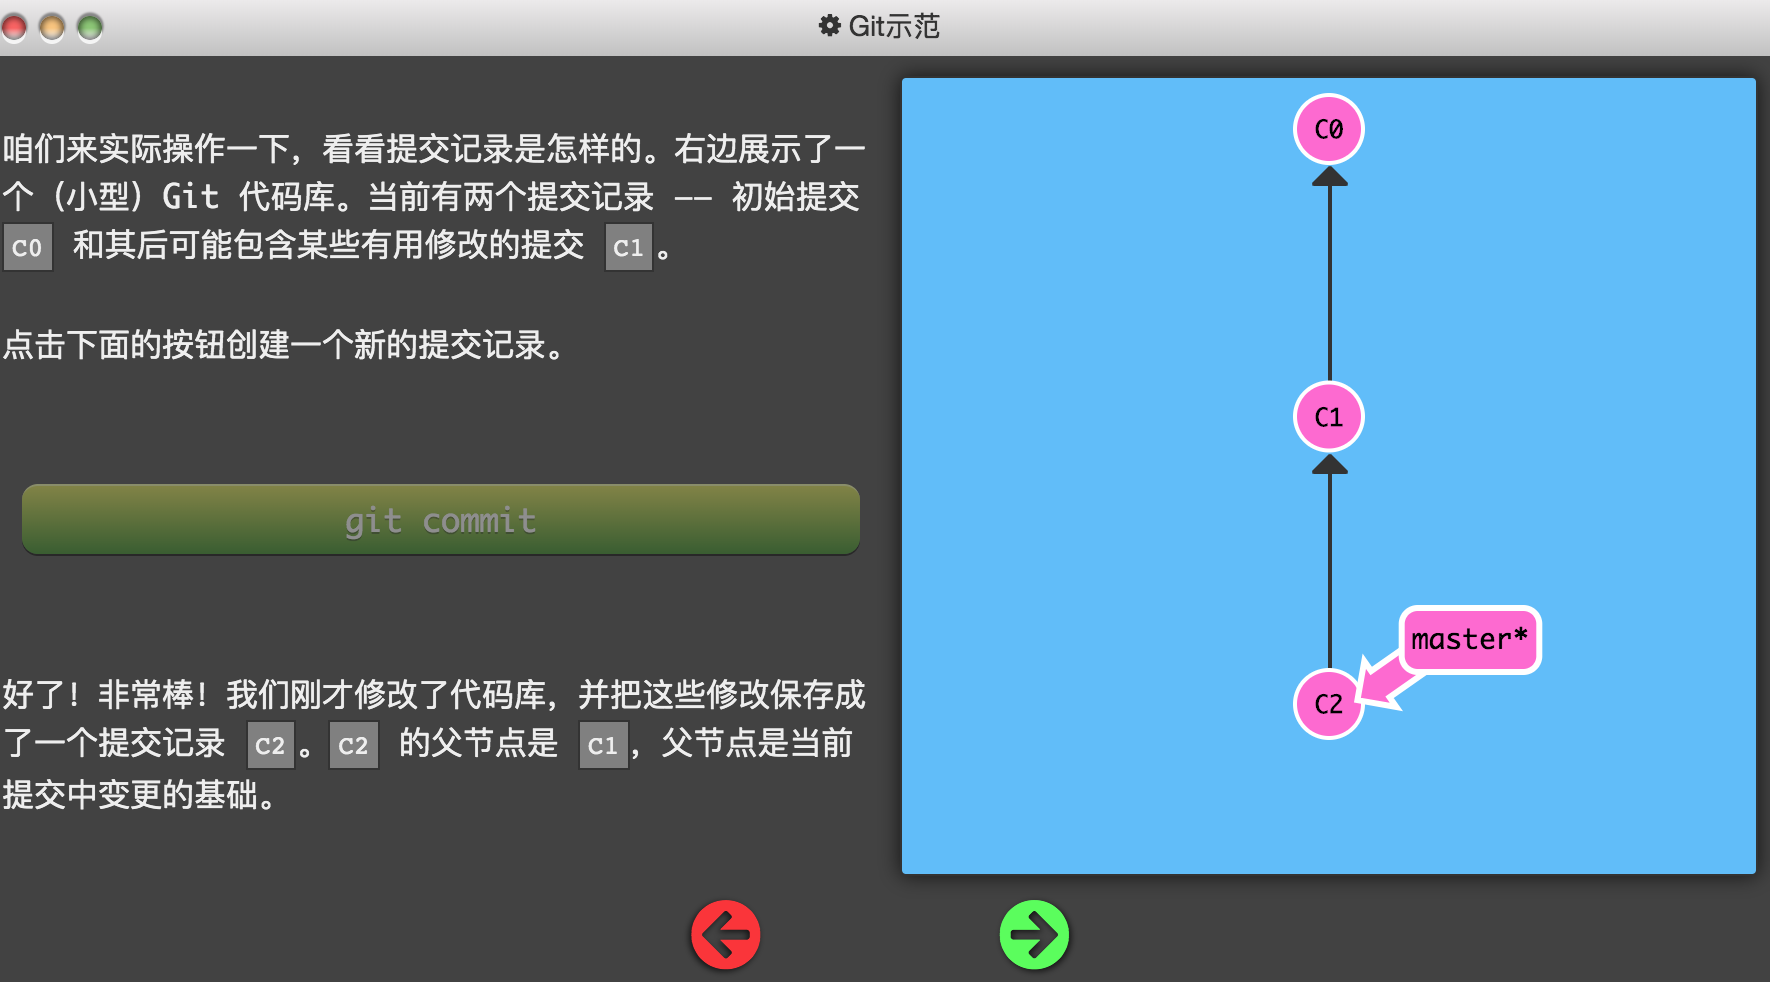 Git示范
咱们来实际操作一下，看看提交记录是怎样的。右边展示了一
个（小型）Git 代码库。当前有两个提交记录 —— 初始提交
C0 和其后可能包含某些有用修改的提交 C1 。
点击下面的按钮创建一个新的提交记录。
git commit
好了！非常棒！我们刚才修改了代码库，并把这些修改保存成
了一个提交记录 C2 。C2 的父节点是 C1 ，父节点是当前
提交中变更的基础。
C0
C1
master*
C2